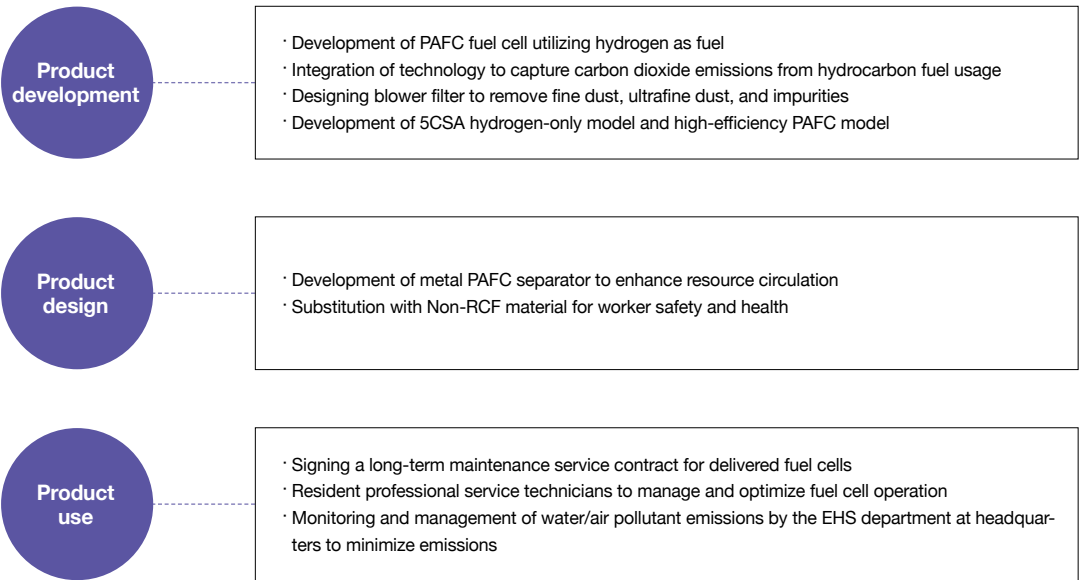 Product
development
· Development of PAFC fuel cell utilizing hydrogen as fuel
· Integration of technology to capture carbon dioxide emissions from hydrocarbon fuel usage
· Designing blower filter to remove fine dust, ultrafine dust, and impurities
· Development of 5CSA hydrogen-only model and high-efficiency PAFC model
Product
design
· Development of metal PAFC separator to enhance resource circulation
· Substitution with Non-RCF material for worker safety and health
Product
use
· Signing a long-term maintenance service contract for delivered fuel cells
· Resident professional service technicians to manage and optimize fuel cell operation
· Monitoring and management of water/air pollutant emissions by the EHS department at headquar-
ters to minimize emissions